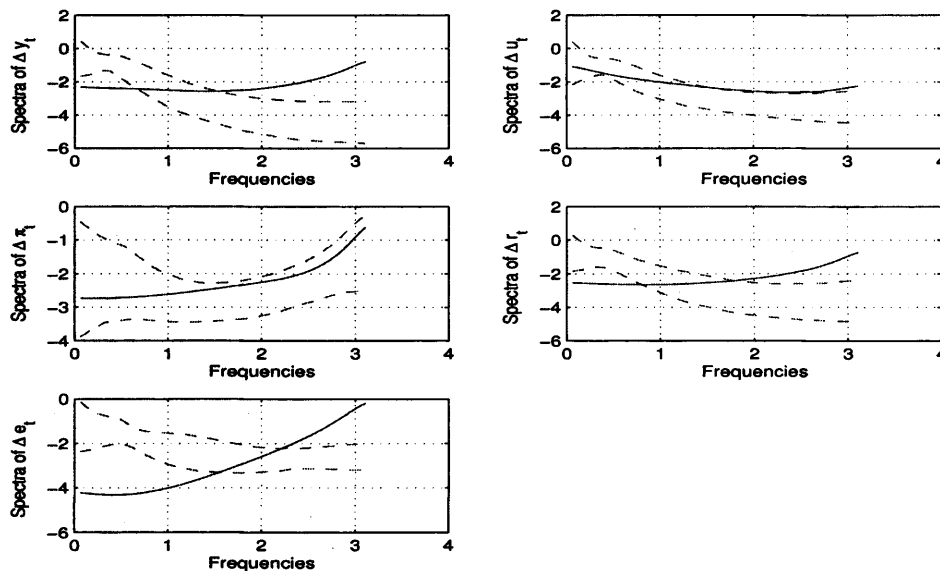 Spectra of Δ y_t
2
0
−2
−4
−6
0 1 2 3 4
Frequencies
Spectra of Δ u_t
2
0
−2
−4
−6
0 1 2 3 4
Frequencies
Spectra of Δ π_t
0
−1
−2
−3
−4
0 1 2 3 4
Frequencies
Spectra of Δ r_t
2
0
−2
−4
−6
0 1 2 3 4
Frequencies
Spectra of Δ e_t
0
−2
−4
−6
0 1 2 3 4
Frequencies